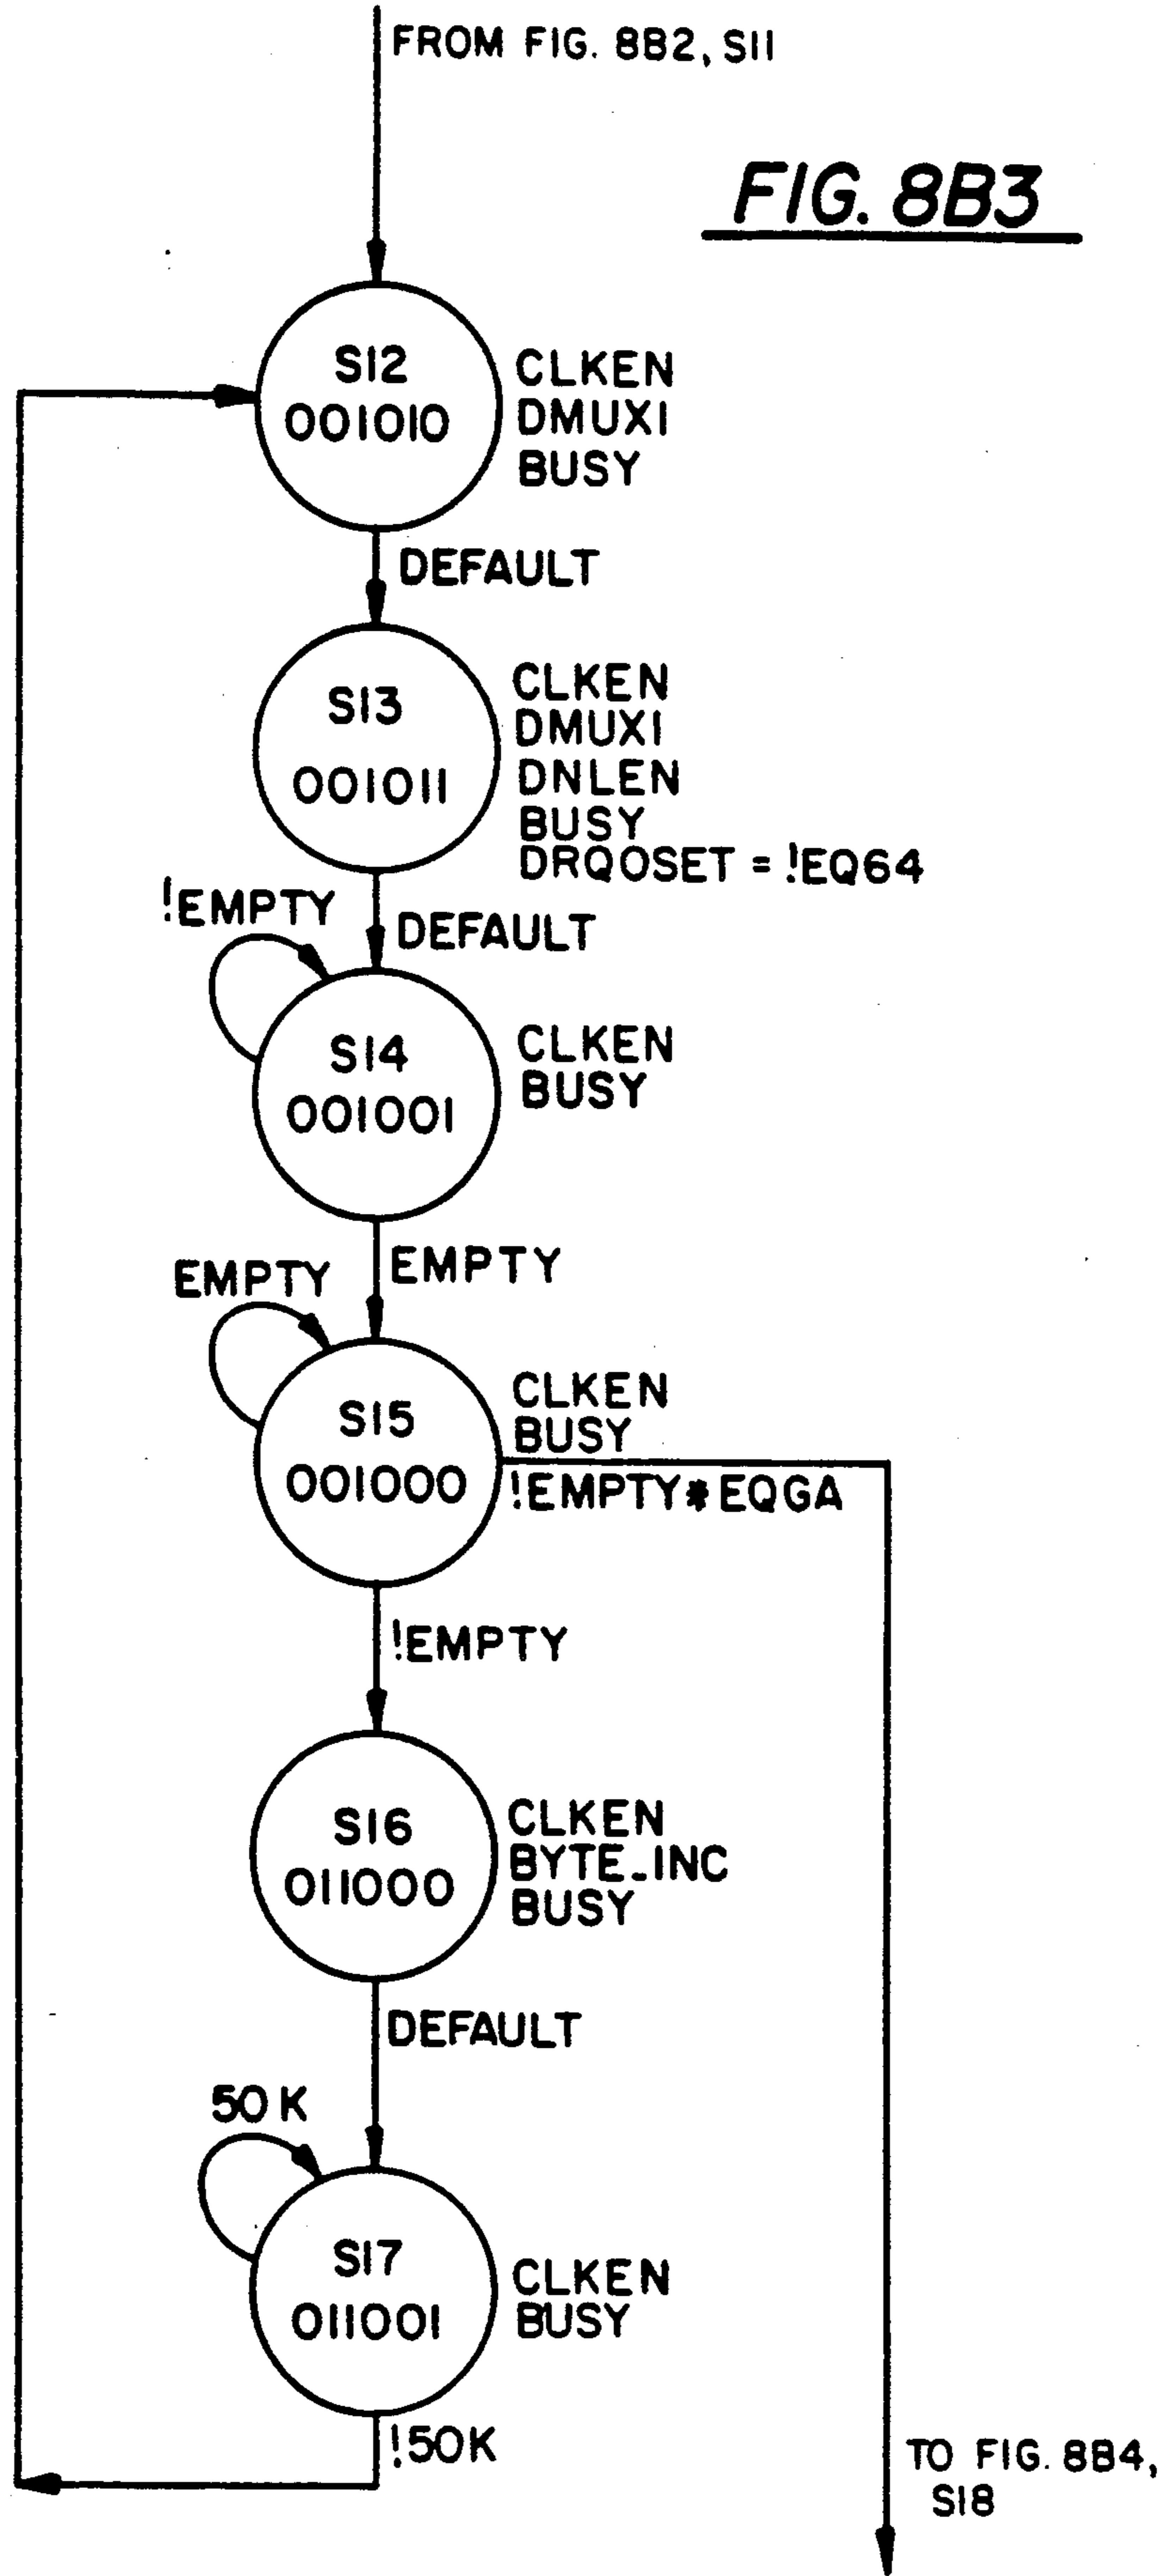 FROM FIG. 8B2, S11
FIG. 8B3
S12
001010
CLKEN
DMUX1
BUSY
DEFAULT
S13
001011
CLKEN
DMUX1
DNLEN
BUSY
DRQOSET = !EQ64
!EMPTY
DEFAULT
S14
001001
CLKEN
BUSY
EMPTY
EMPTY
S15
001000
CLKEN
BUSY
!EMPTY*EQGA
!EMPTY
S16
011000
CLKEN
BYTE_INC
BUSY
DEFAULT
50K
S17
011001
CLKEN
BUSY
!50K
TO FIG. 8B4,
S18